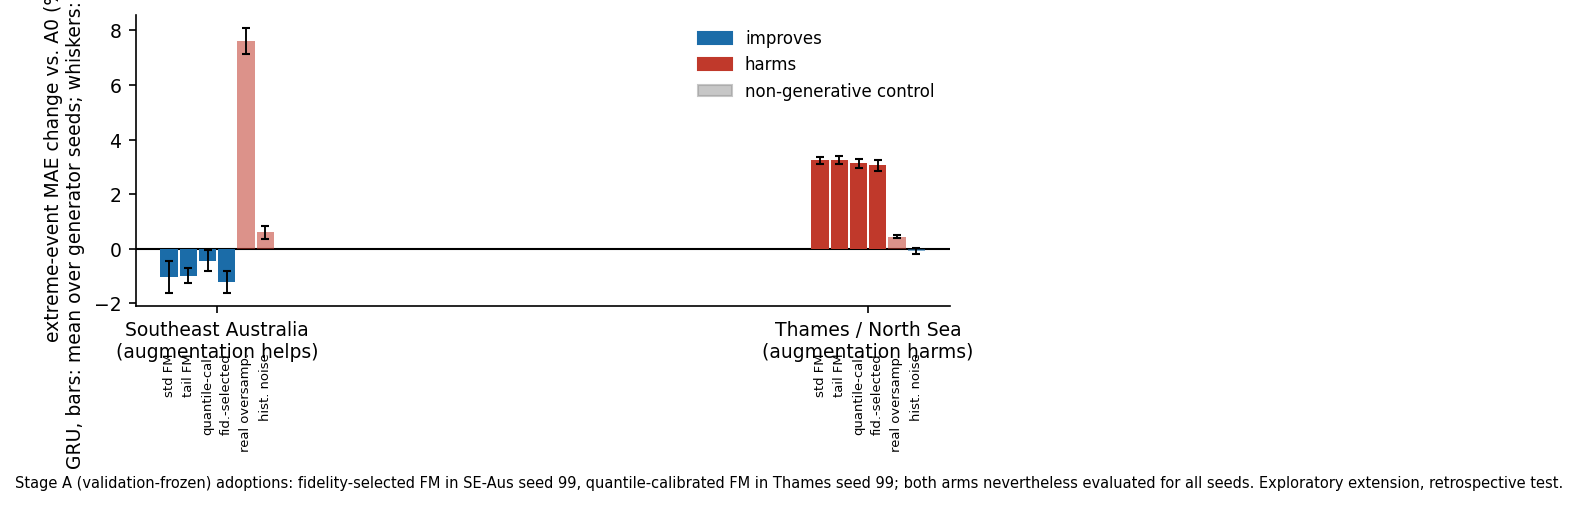 extreme-event MAE change vs. A0 (%
GRU, bars: mean over generator seeds; whiskers:
8
6
4
2
0
−2
improves
harms
non-generative control
Southeast Australia
(augmentation helps)
Thames / North Sea
(augmentation harms)
std FM
tail FM
quantile-cal.
fid.-selected
real oversamp.
hist. noise
std FM
tail FM
quantile-cal.
fid.-selected
real oversamp.
hist. noise
Stage A (validation-frozen) adoptions: fidelity-selected FM in SE-Aus seed 99, quantile-calibrated FM in Thames seed 99; both arms nevertheless evaluated for all seeds. Exploratory extension, retrospective test.